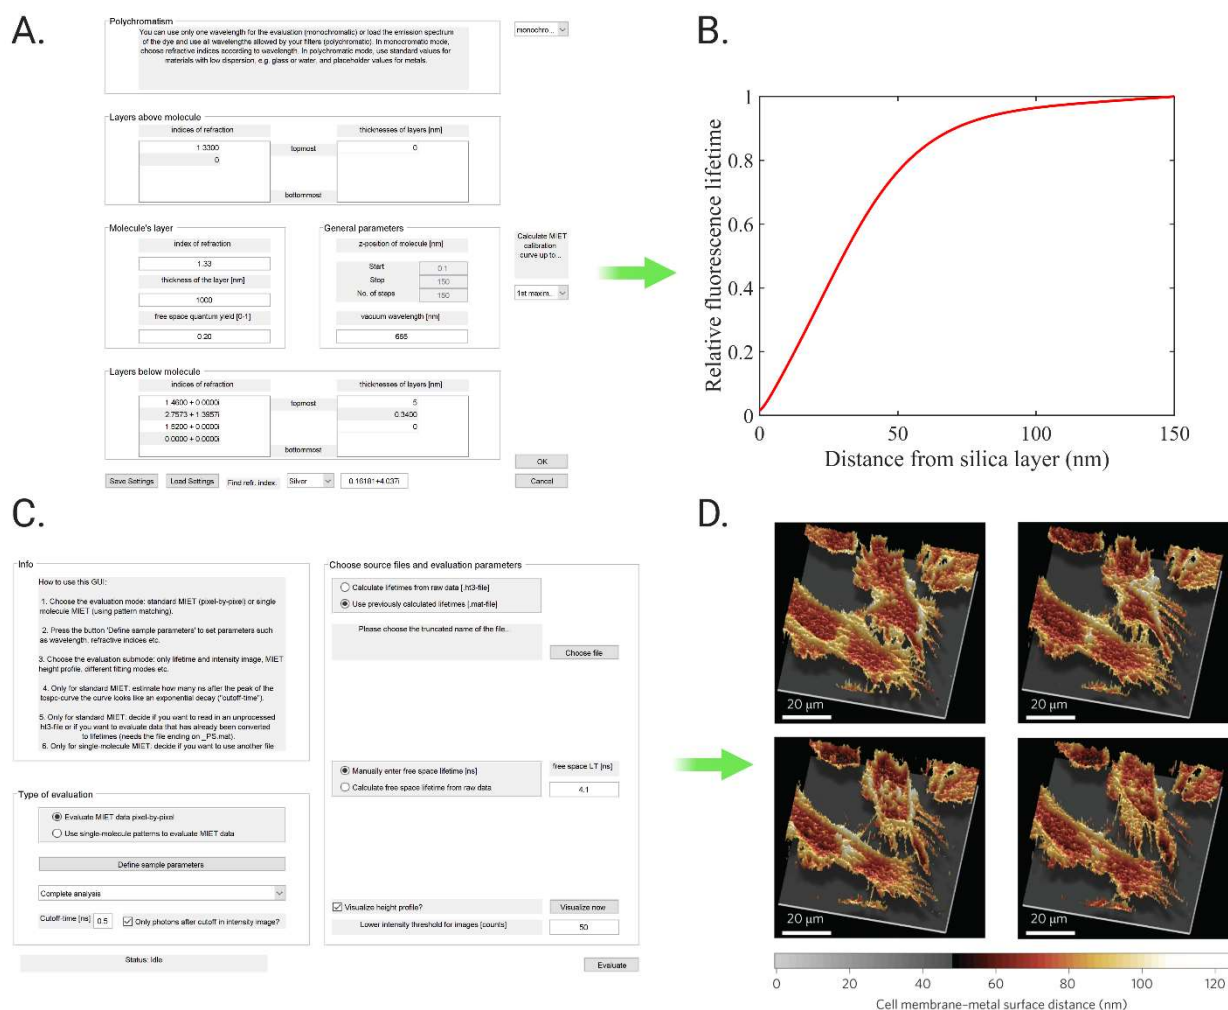 A.
Polychromatism
You can use only one wavelength for the evaluation (monochromatic) or load the emission spectrum
of the dye and use all wavelengths allowed by your filters (polychromatic). In monocromatic mode,
choose refractive indices according to wavelength. In polychromatic mode, use standard values for
materials with low dispersion, e.g. glass or water, and placeholder values for metals.
monochro...
Layers above molecule
indices of refraction
thicknesses of layers [nm]
1.3300
topmost
0
0
bottommost
Molecule's layer
index of refraction
1.33
thickness of the layer [nm]
1000
free space quantum yield [0-1]
0.20
General parameters
z-position of molecule [nm]
Start
0.1
Stop
150
No. of steps
150
vacuum wavelength [nm]
Calculate MIET
calibration
curve up to...
1st maxim...
Layers below molecule
indices of refraction
thicknesses of layers [nm]
1.4600 + 0.0000i
topmost
5
2.7573 + 1.3957i
0.3400
1.5200 + 0.0000i
0
0.0000 + 0.0000i
bottommost
OK
Save Settings
Load Settings
Find refr. index.
Silver
0.16181+4.037i
Cancel
B.
Relative fluorescence lifetime
1
0.8
0.6
0.4
0.2
0
0
50
100
150
Distance from silica layer (nm)
C.
Info
How to use this GUI:
1. Choose the evaluation mode: standard MIET (pixel-by-pixel) or single
molecule MIET (using pattern matching).
2. Press the button 'Define sample parameters' to set parameters such
as wavelength, refractive indices etc.
3. Choose the evaluation submode: only lifetime and intensity image, MIET
height profile, different fitting modes etc.
4. Only for standard MIET: estimate how many ns after the peak of the
tcspc-curve the curve looks like an exponential decay ("cutoff-time").
5. Only for standard MIET: decide if you want to read in an unprocessed
ht3-file or if you want to evaluate data that has already been converted
to lifetimes (needs the file ending on _PS.mat).
6. Only for single-molecule MIET: decide if you want to use another file
Type of evaluation
Evaluate MIET data pixel-by-pixel
Use single-molecule patterns to evaluate MIET data
Define sample parameters
Complete analysis
Cutoff-time [ns]
0.5
Only photons after cutoff in intensity image?
Status: Idle
Choose source files and evaluation parameters
Calculate lifetimes from raw data [.ht3-file]
Use previously calculated lifetimes [.mat-file]
Please choose the truncated name of the file...
Choose file
Manually enter free space lifetime [ns]
Calculate free space lifetime from raw data
free space LT [ns]
4.1
Visualize height profile?
Visualize now
Lower intensity threshold for images [counts]
50
Evaluate
D.
20 µm
20 µm
20 µm
20 µm
0
20
40
60
80
100
120
Cell membrane–metal surface distance (nm)